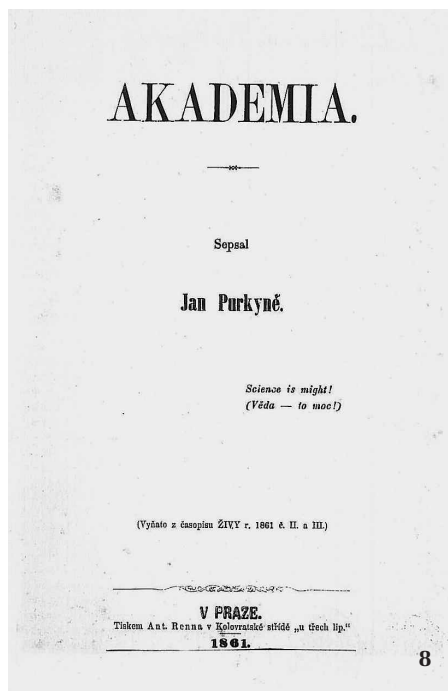 AKADEMIA.
Sepsal
Jan Purkyně.
Science is might!
(Věda — to moc!)
(Vyňato z časopisu ŽIVY r. 1861 č. II. a III.)
V PRAZE.
Tiskem Ant. Renna v Kolovratské střídě „u třech lip.“
1861.
8